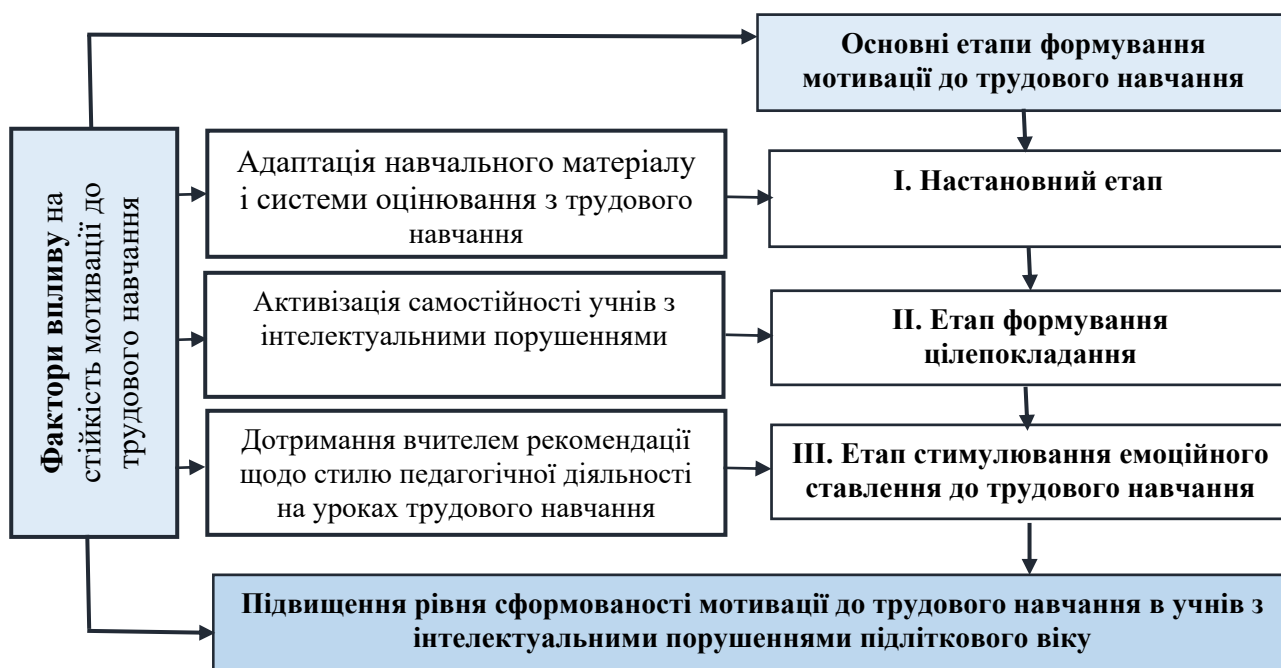 Основні етапи формування
мотивації до трудового навчання
Фактори впливу на
стійкість мотивації до
трудового навчання
Адаптація навчального матеріалу
і системи оцінювання з трудового
навчання
І. Настановний етап
Активізація самостійності учнів з
інтелектуальними порушеннями
ІІ. Етап формування
цілепокладання
Дотримання вчителем рекомендації
щодо стилю педагогічної діяльності
на уроках трудового навчання
ІІІ. Етап стимулювання емоційного
ставлення до трудового навчання
Підвищення рівня сформованості мотивації до трудового навчання в учнів з
інтелектуальними порушеннями підліткового віку